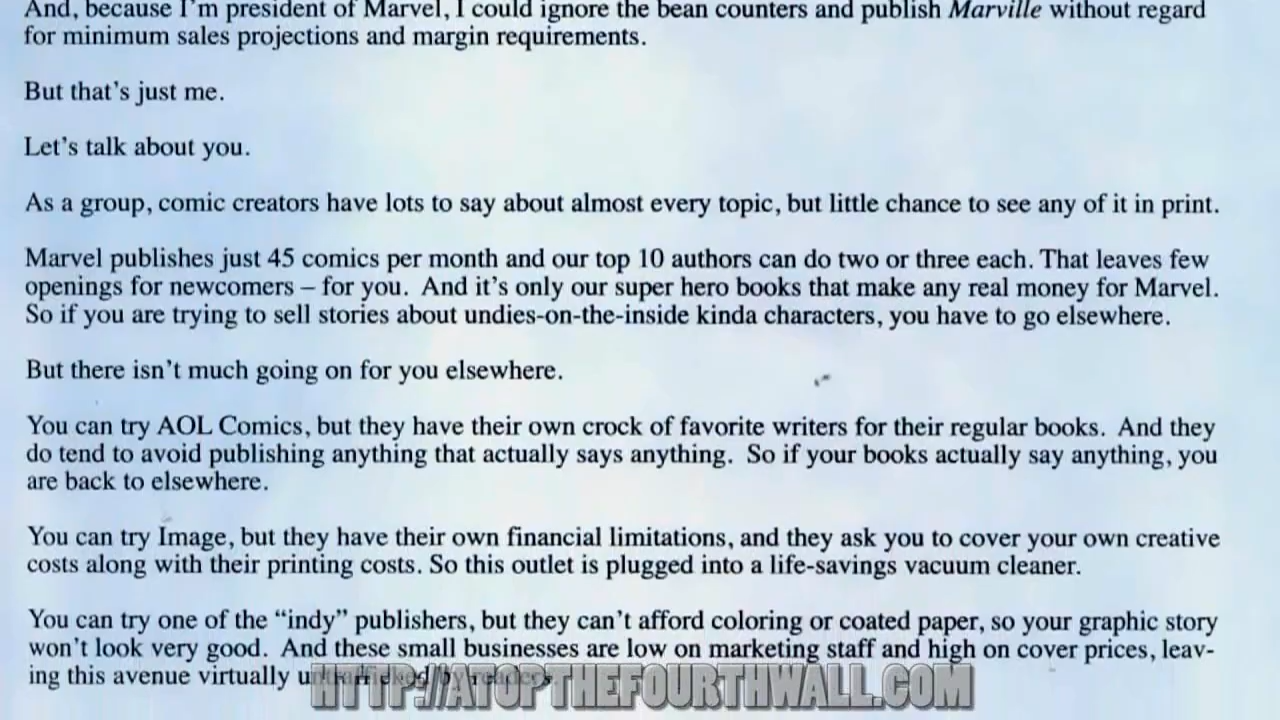 And, because I'm president of Marvel, I could ignore the bean counters and publish Marville without regard
for minimum sales projections and margin requirements.
But that's just me.
Let's talk about you.
As a group, comic creators have lots to say about almost every topic, but little chance to see any of it in print.
Marvel publishes just 45 comics per month and our top 10 authors can do two or three each. That leaves few
openings for newcomers – for you.  And it's only our super hero books that make any real money for Marvel.
So if you are trying to sell stories about undies-on-the-inside kinda characters, you have to go elsewhere.
But there isn't much going on for you elsewhere.
You can try AOL Comics, but they have their own crock of favorite writers for their regular books.  And they
do tend to avoid publishing anything that actually says anything.  So if your books actually say anything, you
are back to elsewhere.
You can try Image, but they have their own financial limitations, and they ask you to cover your own creative
costs along with their printing costs. So this outlet is plugged into a life-savings vacuum cleaner.
You can try one of the “indy” publishers, but they can't afford coloring or coated paper, so your graphic story
won't look very good.  And these small businesses are low on marketing staff and high on cover prices, leav-
ing this avenue virtually by readers.
HTTP://ATOPTHEFOURTHWALL.COM